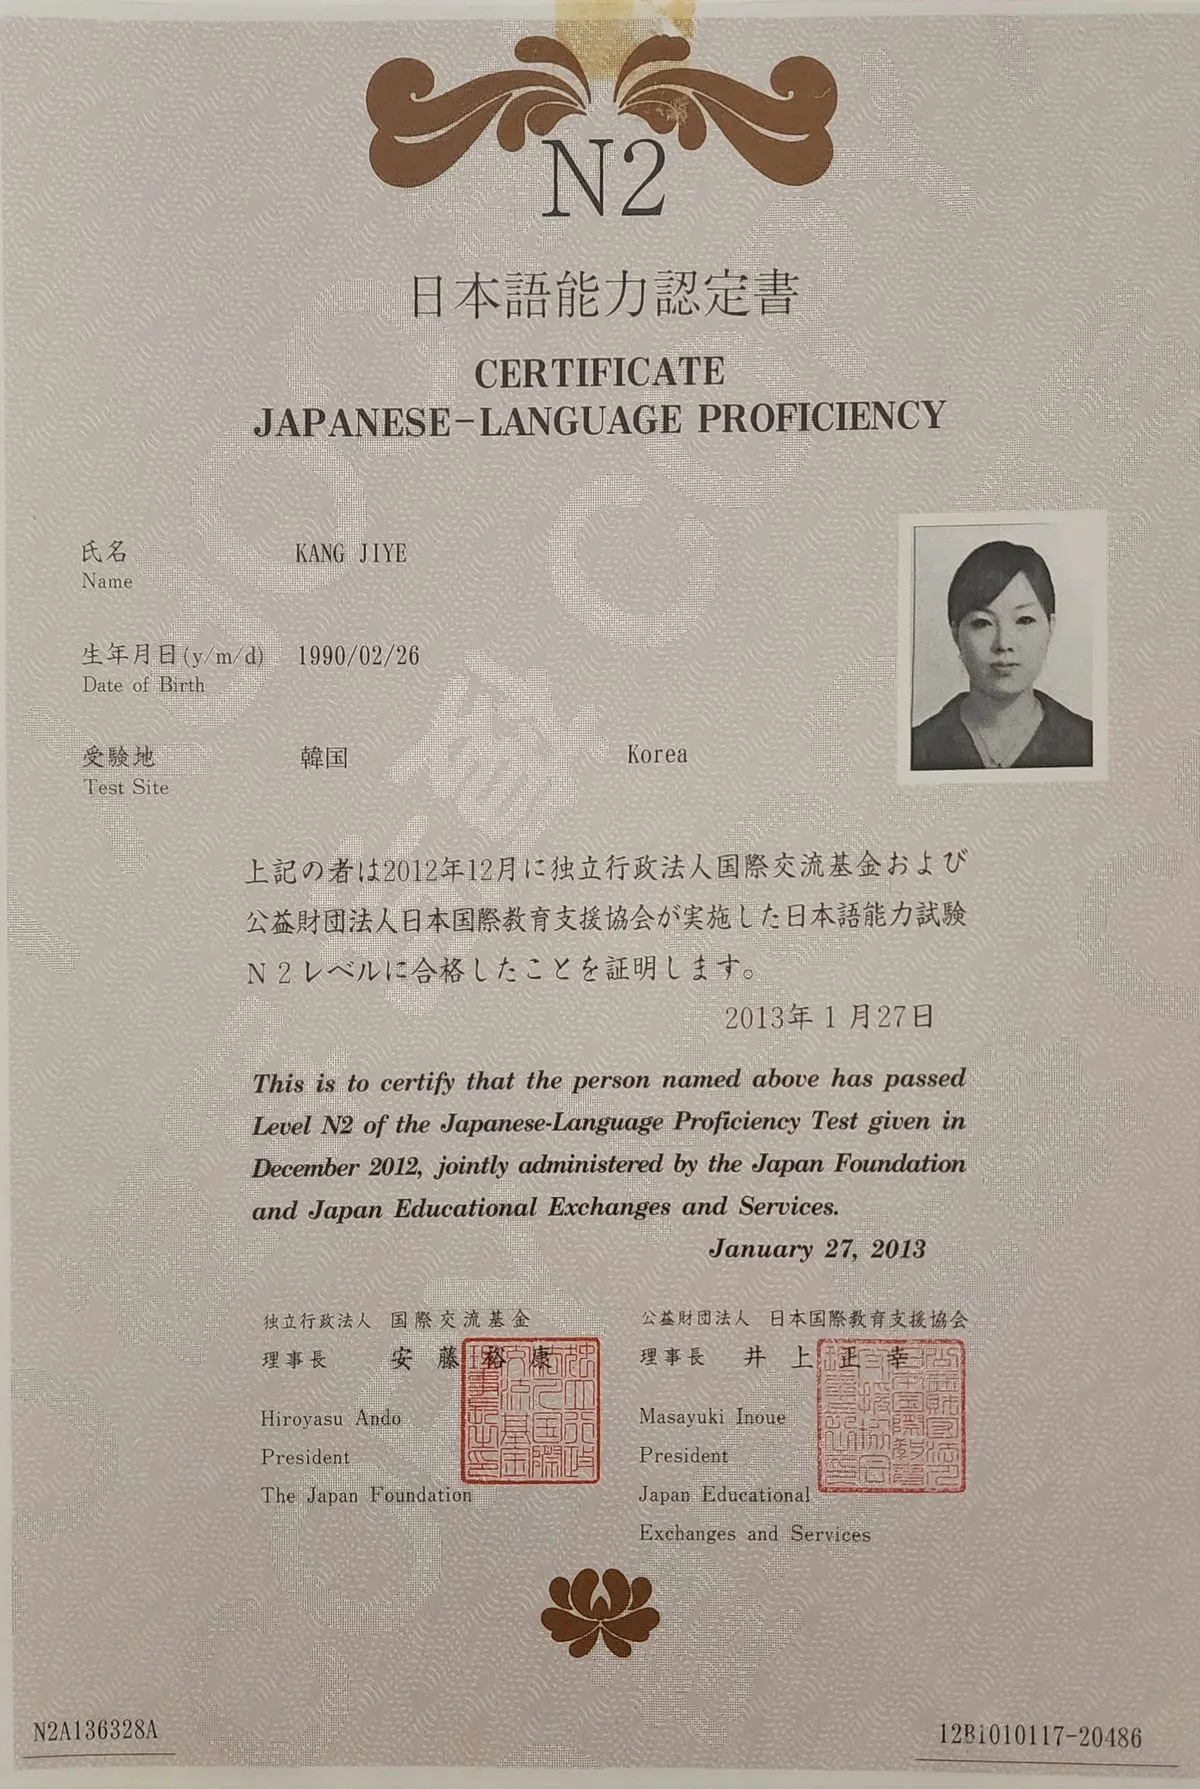 N2
日本語能力認定書
CERTIFICATE
JAPANESE-LANGUAGE PROFICIENCY
氏名 KANG JIYE
Name
生年月日(y/m/d) 1990/02/26
Date of Birth
受験地 韓国 Korea
Test Site
上記の者は2012年12月に独立行政法人国際交流基金および
公益財団法人日本国際教育支援協会が実施した日本語能力試験
N2レベルに合格したことを証明します。
2013年1月27日
This is to certify that the person named above has passed
Level N2 of the Japanese-Language Proficiency Test given in
December 2012, jointly administered by the Japan Foundation
and Japan Educational Exchanges and Services.
January 27, 2013
独立行政法人 国際交流基金
理事長 安藤裕康
Hiroyasu Ando
President
The Japan Foundation
公益財団法人 日本国際教育支援協会
理事長 井上正幸
Masayuki Inoue
President
Japan Educational
Exchanges and Services
N2A136328A
12B1010117-20486